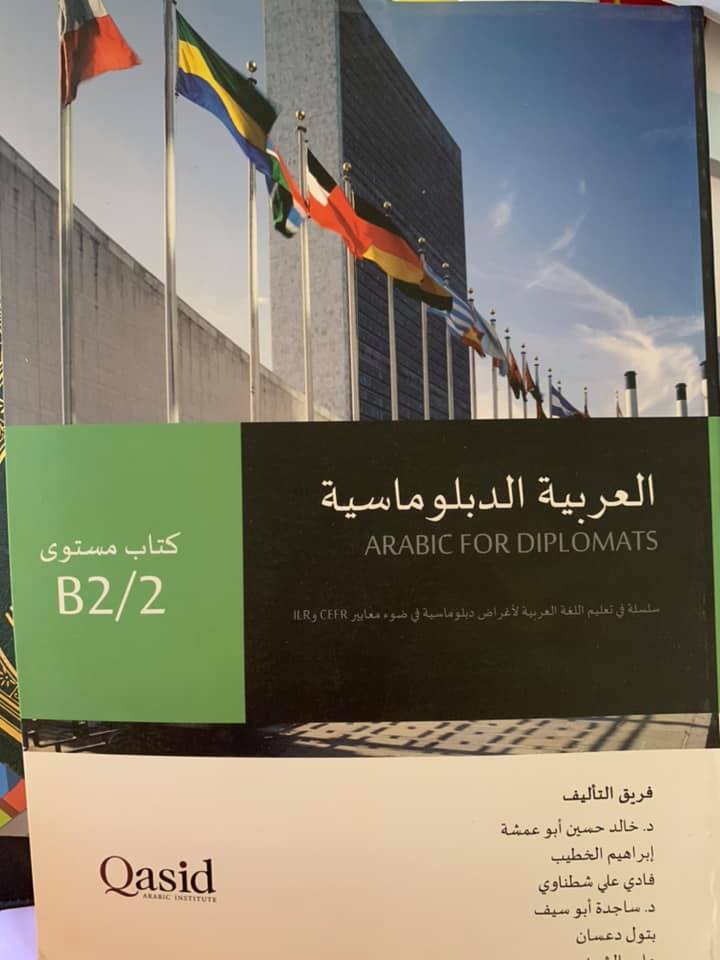 العربية الدبلوماسية
ARABIC FOR DIPLOMATS
سلسلة في تعليم اللغة العربية لأغراض دبلوماسية في ضوء معايير CEFR و ILR
كتاب مستوى
B2/2
فريق التأليف
د. خالد حسين أبو عمشة
إبراهيم الخطيب
فادي علي شطناوي
د. ساجدة أبو سيف
بتول دعسان
Qasid
ARABIC INSTITUTE